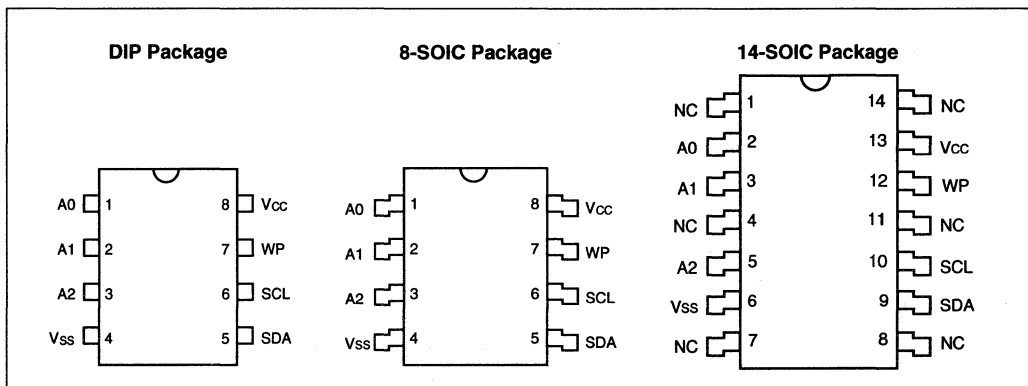 DIP Package
A0 1 8 Vcc
A1 2 7 WP
A2 3 6 SCL
Vss 4 5 SDA
8-SOIC Package
A0 1 8 Vcc
A1 2 7 WP
A2 3 6 SCL
Vss 4 5 SDA
14-SOIC Package
NC 1 14 NC
A0 2 13 Vcc
A1 3 12 WP
NC 4 11 NC
A2 5 10 SCL
Vss 6 9 SDA
NC 7 8 NC